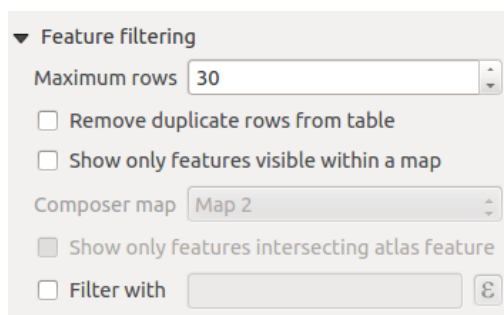 Feature filtering
Maximum rows 30
Remove duplicate rows from table
Show only features visible within a map
Composer map Map 2
Show only features intersecting atlas feature
Filter with ε